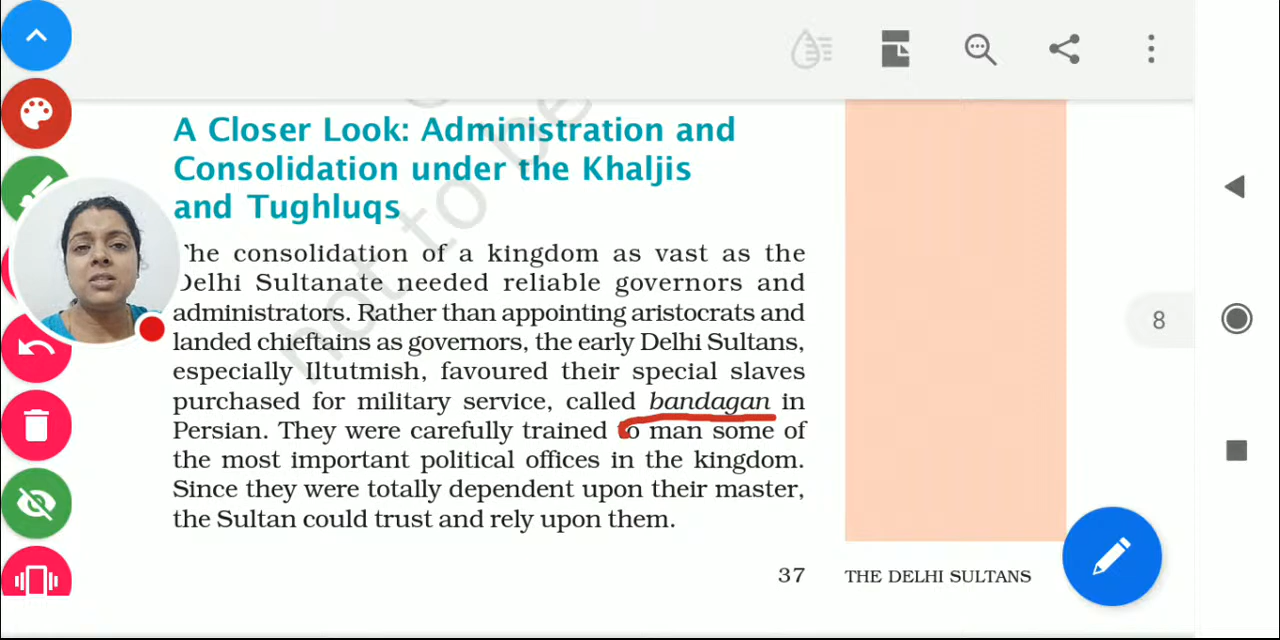 A Closer Look: Administration and
Consolidation under the Khaljis
and Tughluqs
he consolidation of a kingdom as vast as the
Delhi Sultanate needed reliable governors and
administrators. Rather than appointing aristocrats and
landed chieftains as governors, the early Delhi Sultans,
especially Iltutmish, favoured their special slaves
purchased for military service, called bandagan in
Persian. They were carefully trained to man some of
the most important political offices in the kingdom.
Since they were totally dependent upon their master,
the Sultan could trust and rely upon them.
8
37 THE DELHI SULTANS
not to be